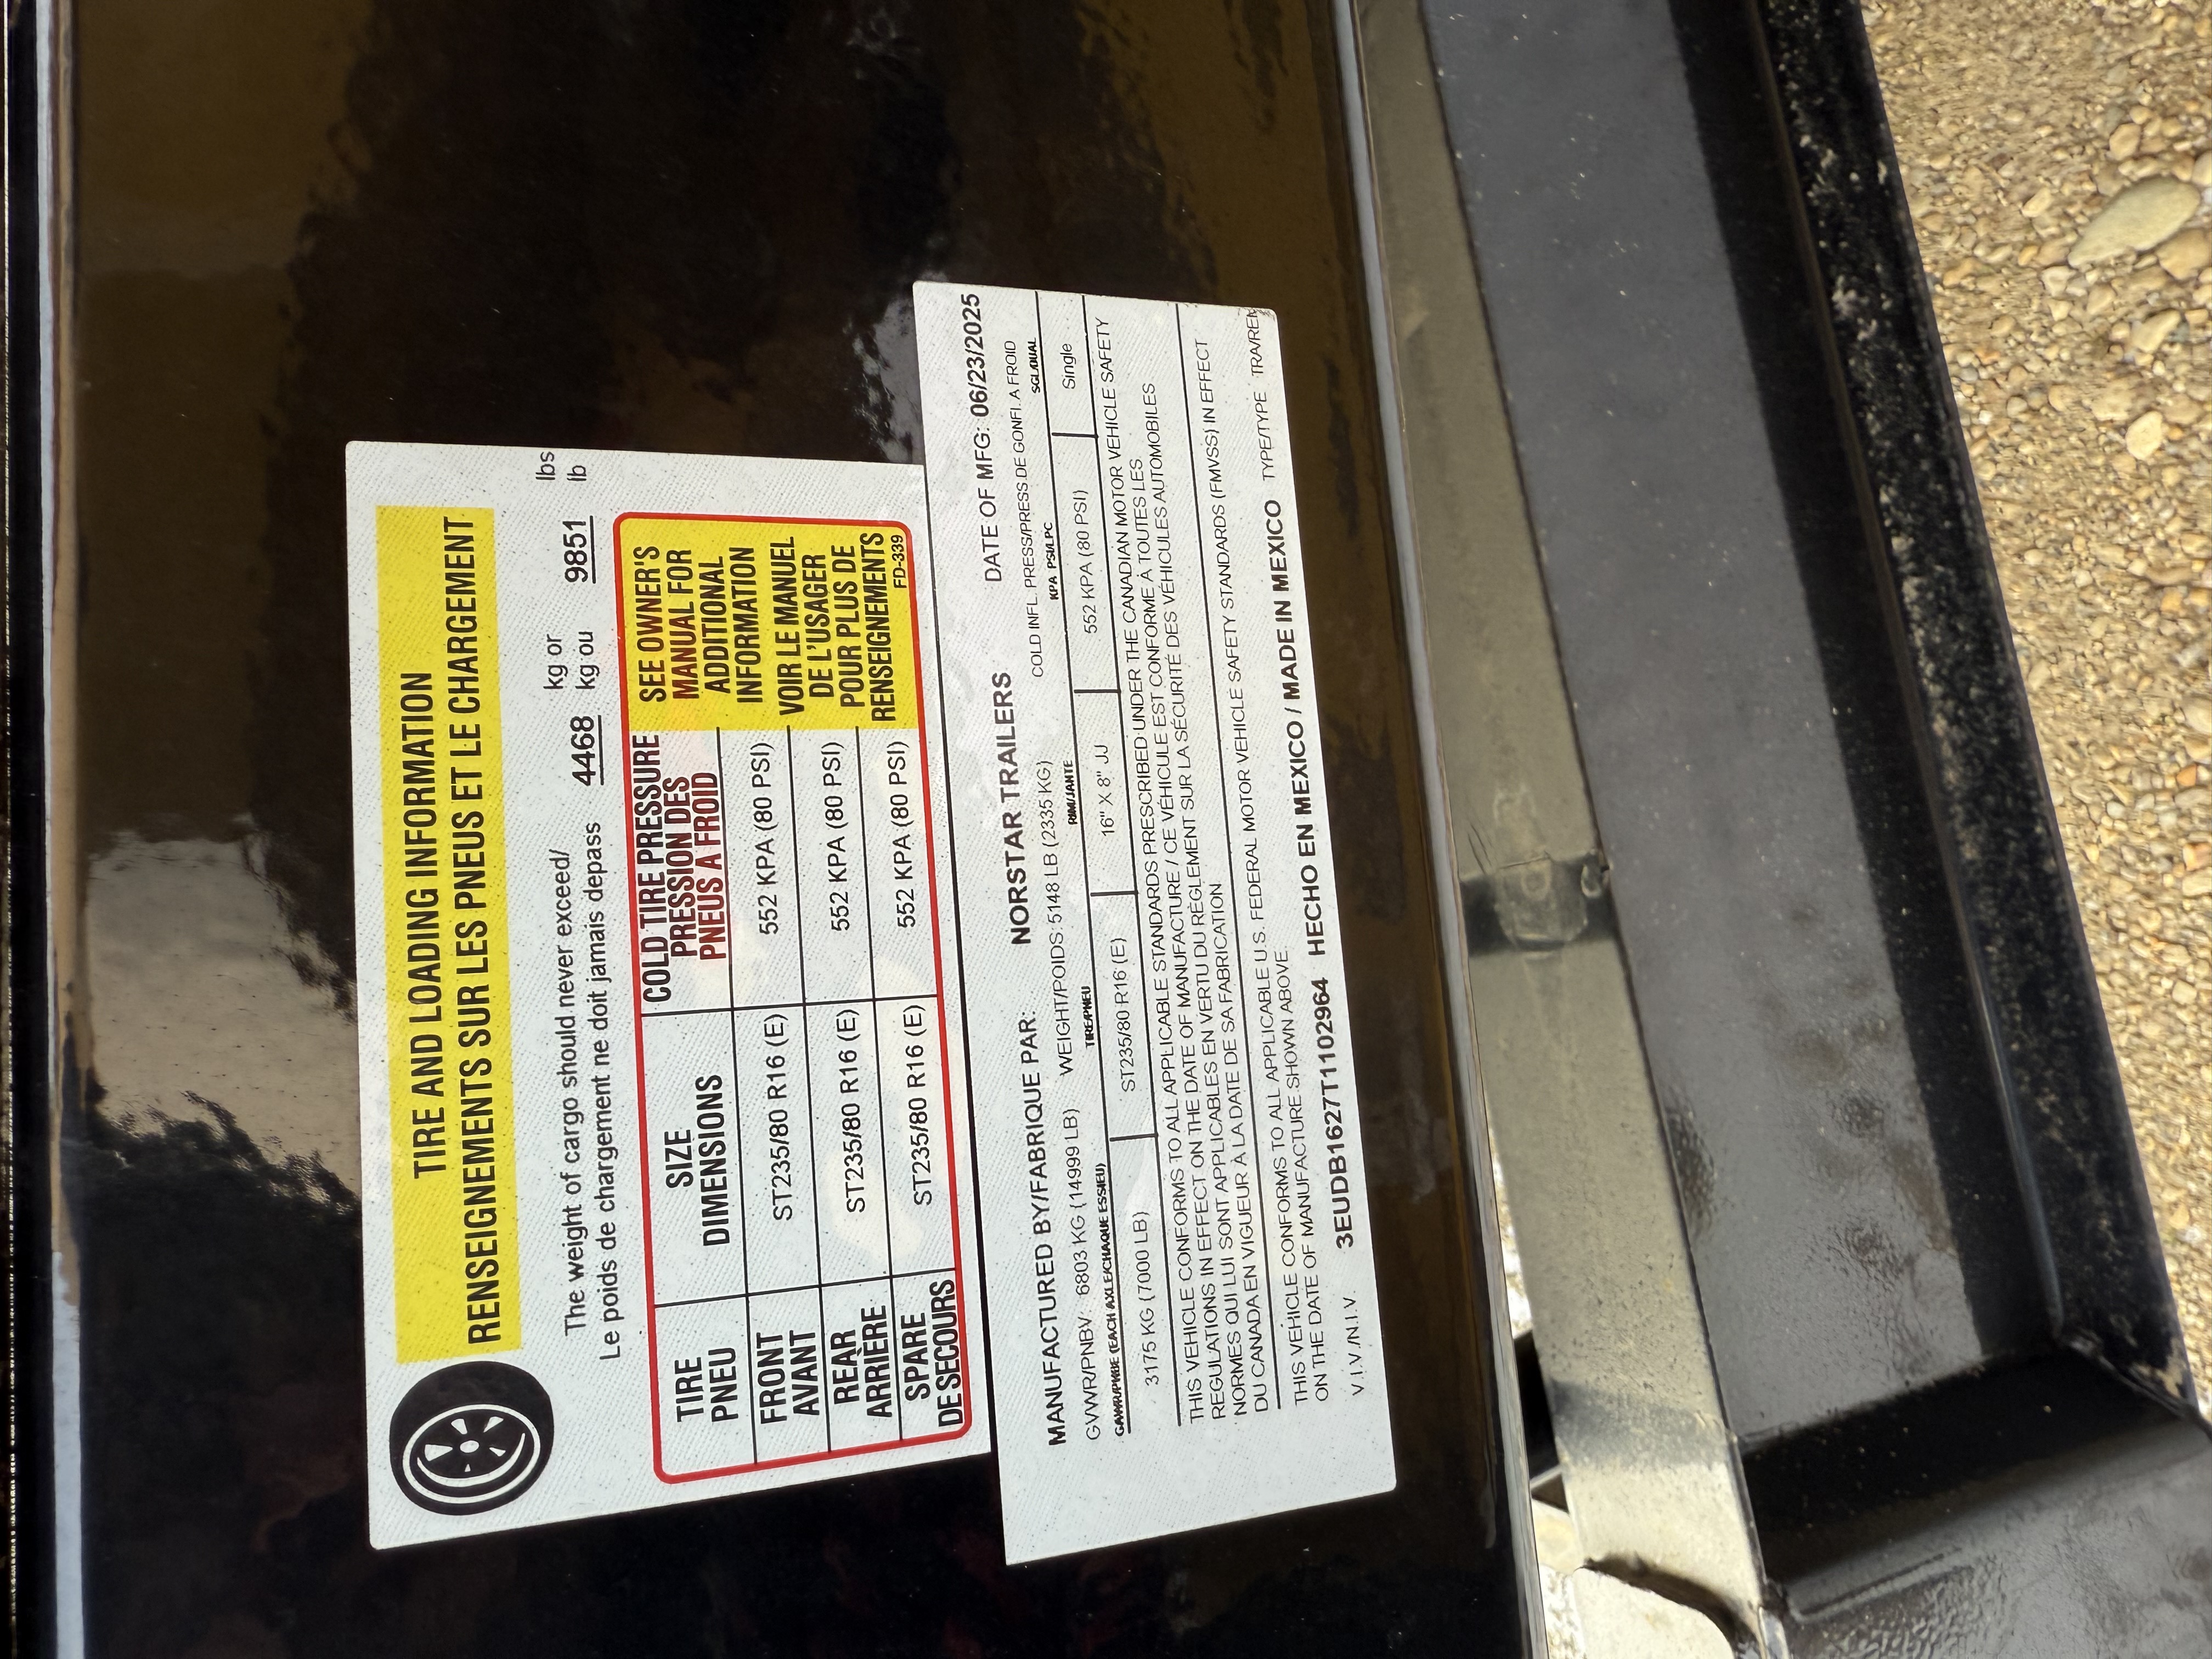 TIRE AND LOADING INFORMATION
RENSEIGNEMENTS SUR LES PNEUS ET LE CHARGEMENT
The weight of cargo should never exceed/ kg or lbs
Le poids de chargement ne doit jamais depass 4468 kg ou 9851 lb
TIRE SIZE COLD TIRE PRESSURE SEE OWNER'S
PNEU DIMENSIONS PRESSION DES MANUAL FOR
PNEUS A FROID ADDITIONAL
FRONT ST235/80 R16 (E) 552 KPA (80 PSI) INFORMATION
AVANT VOIR LE MANUEL
REAR ST235/80 R16 (E) 552 KPA (80 PSI) DE L'USAGER
ARRIÈRE POUR PLUS DE
SPARE ST235/80 R16 (E) 552 KPA (80 PSI) RENSEIGNEMENTS
DE SECOURS FD-339
MANUFACTURED BY/FABRIQUE PAR: NORSTAR TRAILERS DATE OF MFG: 06/23/2025
GVWR/PNBV: 6803 KG (14999 LB) WEIGHT/POIDS: 5148 LB (2335 KG) COLD INFL. PRESS/PRESS DE GONFL. A FROID
(EACH AXLE/CHAQUE ESSIEU) TIRE/PNEU RIM/JANTE KPA PSI/LPC SGL/DUAL
3175 KG (7000 LB) ST235/80 R16 (E) 16" X 8" JJ 552 KPA (80 PSI) Single
THIS VEHICLE CONFORMS TO ALL APPLICABLE STANDARDS PRESCRIBED UNDER THE CANADIAN MOTOR VEHICLE SAFETY
REGULATIONS IN EFFECT ON THE DATE OF MANUFACTURE / CE VÉHICULE EST CONFORME À TOUTES LES
NORMES QUI LUI SONT APPLICABLES EN VERTU DU RÈGLEMENT SUR LA SÉCURITÉ DES VÉHICULES AUTOMOBILES
DU CANADA EN VIGUEUR À LA DATE DE SA FABRICATION
THIS VEHICLE CONFORMS TO ALL APPLICABLE U.S. FEDERAL MOTOR VEHICLE SAFETY STANDARDS (FMVSS) IN EFFECT
ON THE DATE OF MANUFACTURE SHOWN ABOVE
V.I.V/N.I.V 3EUDB1627T1102964 HECHO EN MEXICO / MADE IN MEXICO TYPE/TYPE TRA/REM